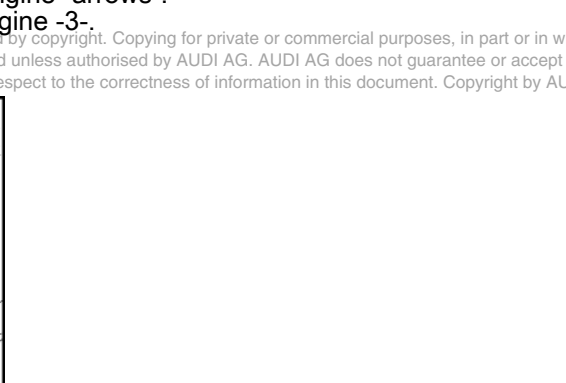 gine -3-.
by copyright. Copying for private or commercial purposes, in part or in w
d unless authorised by AUDI AG. AUDI AG does not guarantee or accept
espect to the correctness of information in this document. Copyright by AU